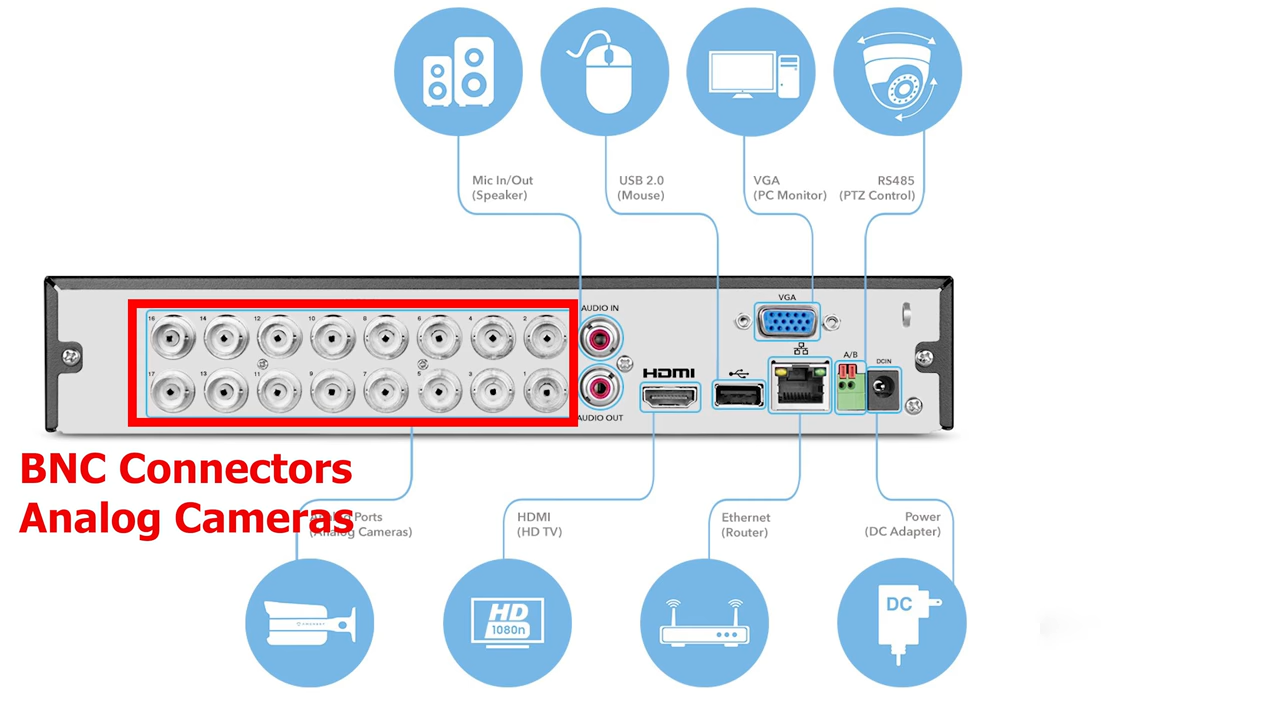 Mic In/Out
(Speaker)
USB 2.0
(Mouse)
VGA
(PC Monitor)
RS485
(PTZ Control)
AUDIO IN
VGA
16 14 12 10 8 6 4 2
HDMI
A/B
DCIN
17 13 11 9 7 5 3 1
AUDIO OUT
BNC Connectors
Analog Cameras
Ports
(Analog Cameras)
HDMI
(HD TV)
Ethernet
(Router)
Power
(DC Adapter)
HD
1080n
DC